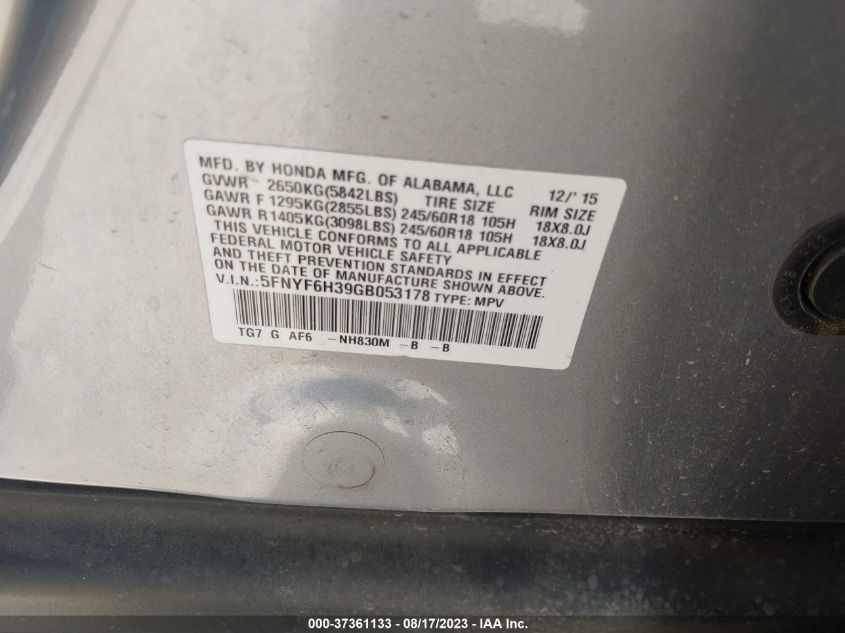 MFD. BY HONDA MFG. OF ALABAMA, LLC 12/' 15
GVWR 2650KG(5842LBS) TIRE SIZE RIM SIZE
GAWR F 1295KG(2855LBS) 245/60R18 105H 18X8.0J
GAWR R1405KG(3098LBS) 245/60R18 105H 18X8.0J
THIS VEHICLE CONFORMS TO ALL APPLICABLE
FEDERAL MOTOR VEHICLE SAFETY
AND THEFT PREVENTION STANDARDS IN EFFECT
ON THE DATE OF MANUFACTURE SHOWN ABOVE.
V.I.N.:5FNYF6H39GB053178 TYPE: MPV
TG7 G AF6 -NH830M -B -B
000-37361133 - 08/17/2023 - IAA Inc.